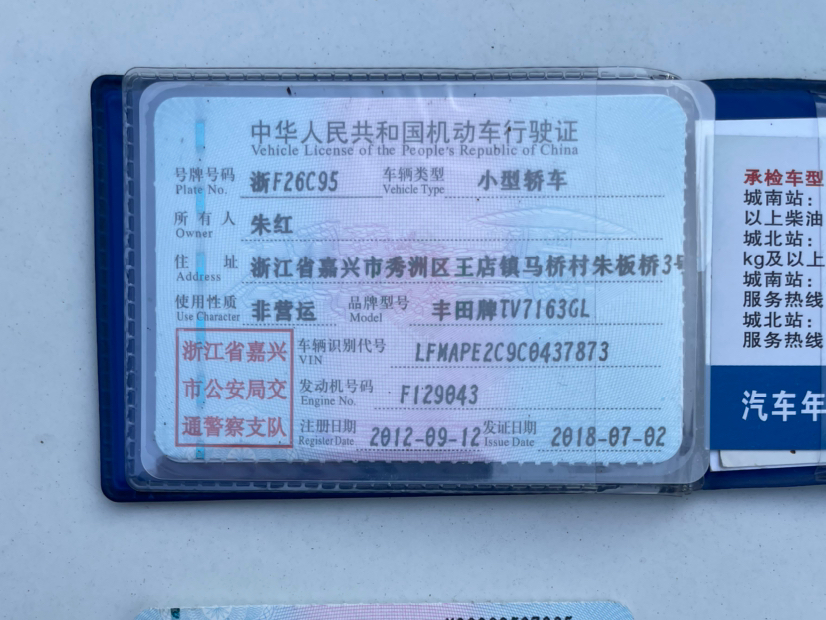 中华人民共和国机动车行驶证
Vehicle License of the People's Republic of China
号牌号码 浙F26C95 车辆类型 小型轿车
Plate No. Vehicle Type
所有人 朱红
Owner
住址 浙江省嘉兴市秀洲区王店镇马桥村朱板桥3号
Address
使用性质 非营运 品牌型号 丰田牌TV7163GL
Use Character Model
浙江省嘉兴
市公安局交
通警察支队
车辆识别代号 LFMAPE2C9C0437873
VIN
发动机号码 F129043
Engine No.
注册日期 2012-09-12 发证日期 2018-07-02
Register Date Issue Date
承检车型
城南站：
以上柴油
城北站：
kg及以上
城南站：
服务热线
城北站：
服务热线
汽车年